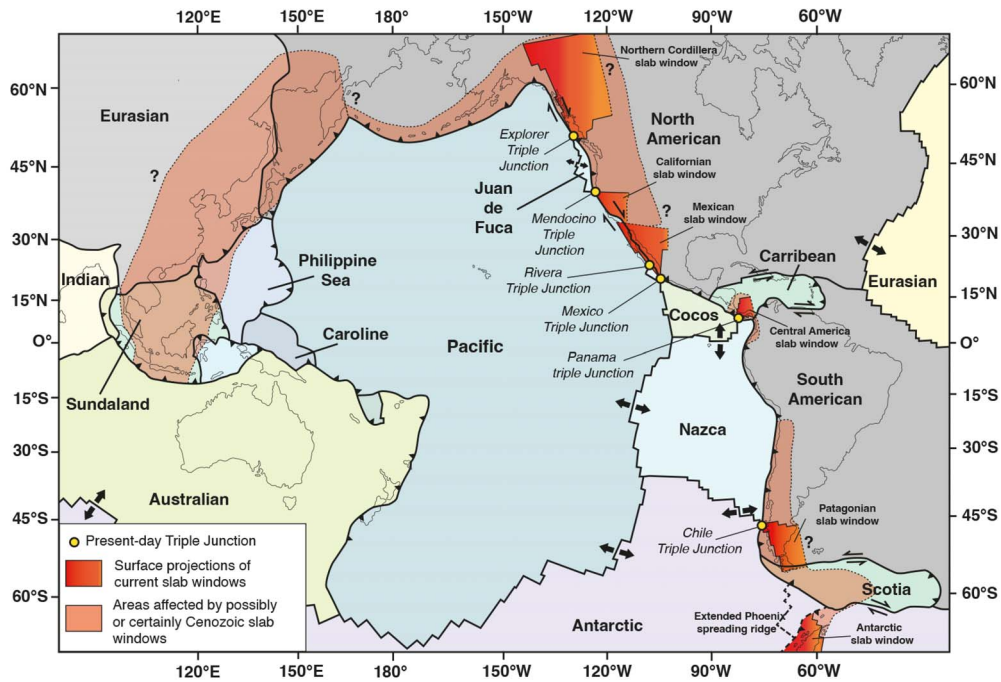 120°E
150°E
180°
150°W
120°W
90°W
60°W
60°N
45°N
30°N
15°N
O°
15°S
30°S
45°S
60°S
60°N
45°N
30°N
15°N
O°
15°S
30°S
45°S
60°S
Eurasian
?
?
Northern Cordillera
slab window
?
North
American
Explorer
Triple
Junction
Californian
slab window
Juan
de
Fuca
?
Mexican
slab window
Mendocino
Triple
Junction
Indian
Philippine
Sea
Rivera
Triple Junction
Carribean
Eurasian
Mexico
Triple Junction
Cocos
Caroline
Central America
slab window
Pacific
Panama
triple Junction
Sundaland
South
American
Nazca
Australian
Patagonian
slab window
?
Chile
Triple Junction
Present-day Triple Junction
Surface projections of
current slab windows
Areas affected by possibly
or certainly Cenozoic slab
windows
Scotia
Extended Phoenix
spreading ridge
Antarctic
Antarctic
slab window
120°E
150°E
180°
150°W
120°W
90°W
60°W